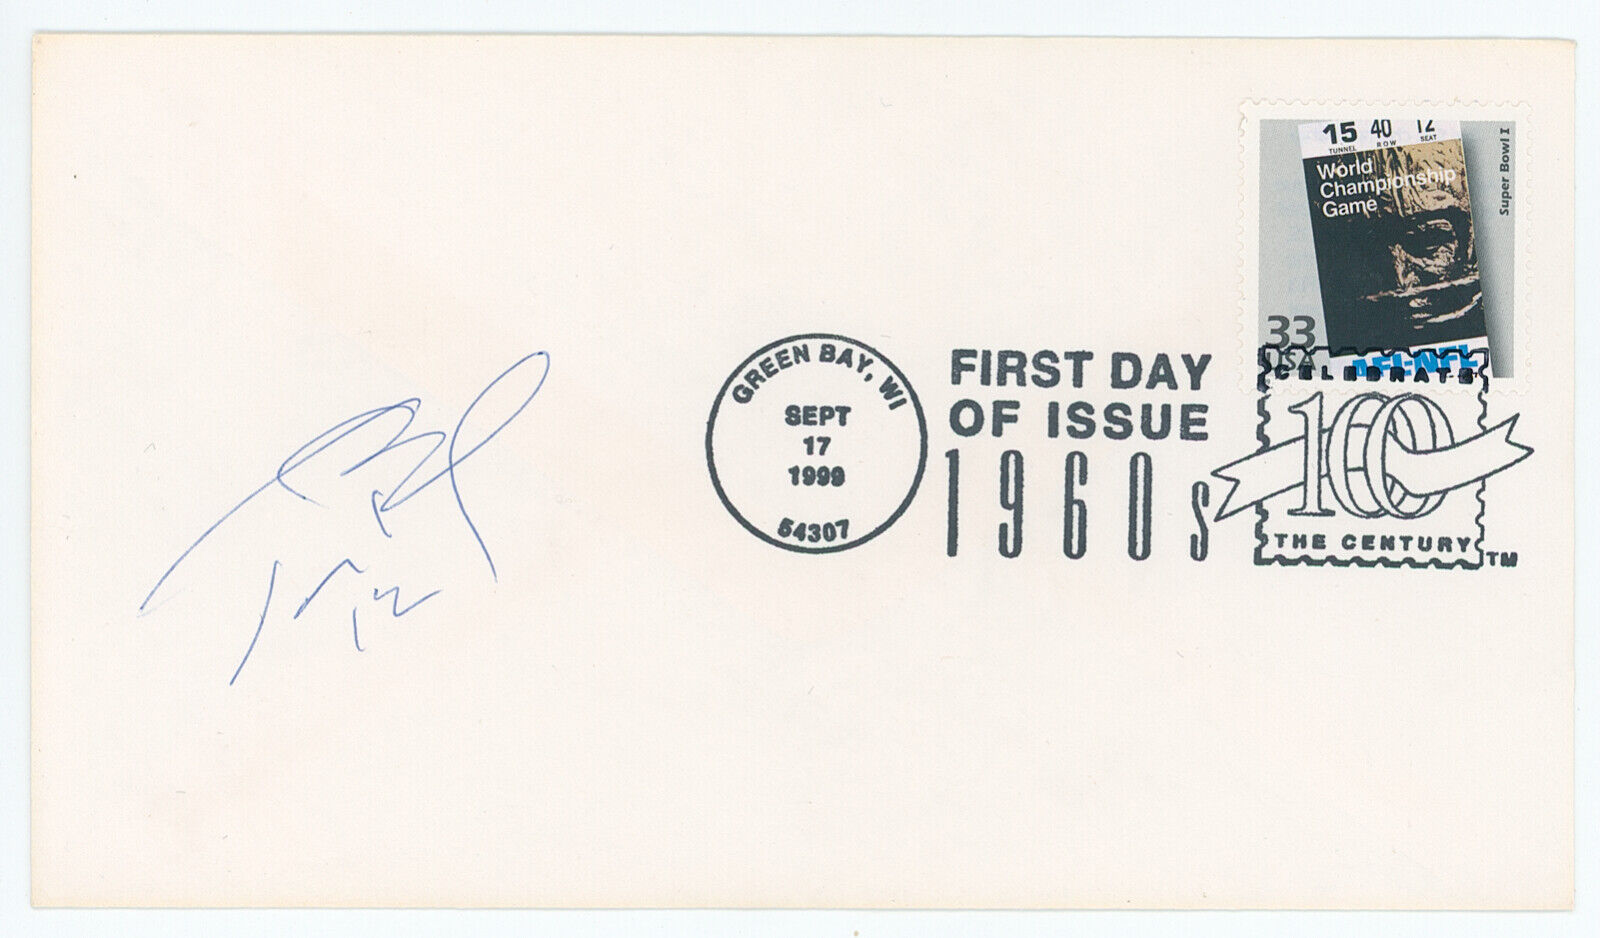 15 40 12
TUNNEL ROW SEAT
World
Championship
Game
Super Bowl I
33
USA
AFL-NFL
GREEN BAY, WI
SEPT
17
1999
54307
FIRST DAY
OF ISSUE
1960s
CELEBRATE
100
THE CENTURY TM
12